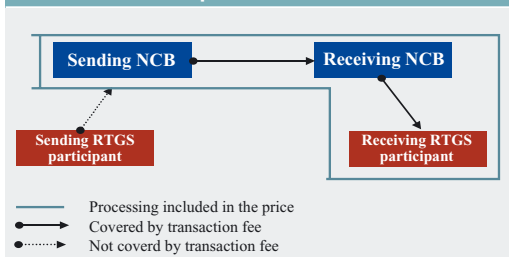 Sending NCB
Receiving NCB
Sending RTGS
participant
Receiving RTGS
participant
Processing included in the price
Covered by transaction fee
Not coverd by transaction fee